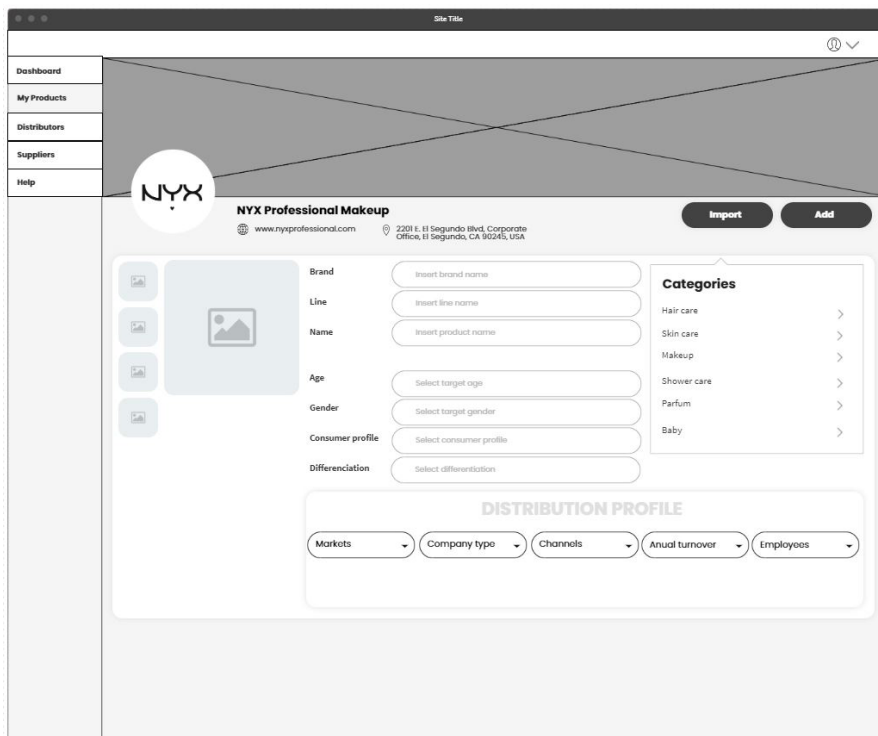 Site Title
Dashboard
My Products
Distributors
Suppliers
Help
NYX
NYX Professional Makeup
www.nyxprofessional.com
2201 E. El Segundo Blvd, Corporate
Office, El Segundo, CA 90245, USA
Import
Add
Brand
Insert brand name
Line
Insert line name
Name
Insert product name
Age
Select target age
Gender
Select target gender
Consumer profile
Select consumer profile
Differenciation
Select differentiation
Categories
Hair care
Skin care
Makeup
Shower care
Parfum
Baby
DISTRIBUTION PROFILE
Markets
Company type
Channels
Anual turnover
Employees